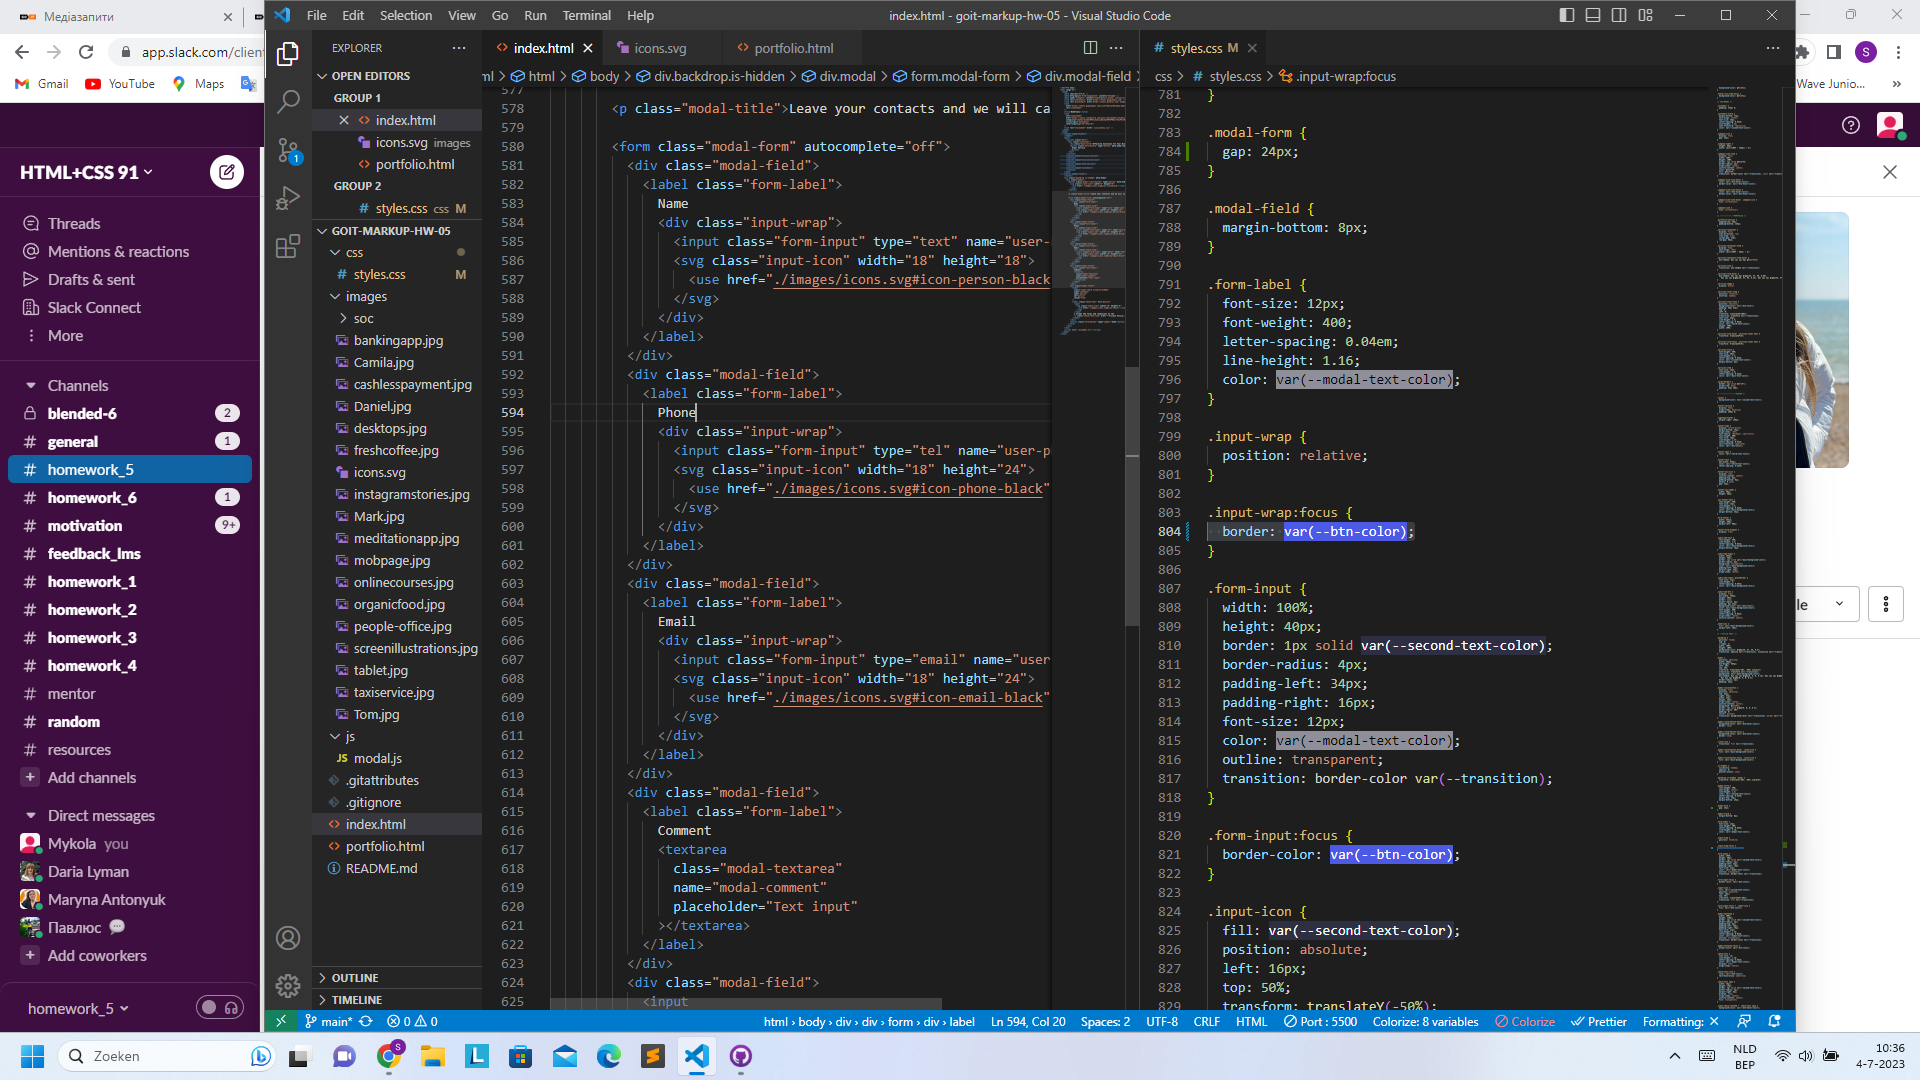 Медіазапити
app.slack.com/clien
Gmail
YouTube
Maps
Wave Junio...
»
HTML+CSS 91
Threads
Mentions & reactions
Drafts & sent
Slack Connect
More
Channels
blended-6 2
# general 1
# homework_5
# homework_6 1
# motivation 9+
# feedback_lms
# homework_1
# homework_2
# homework_3
# homework_4
# mentor
# random
# resources
+ Add channels
Direct messages
Mykola you
Daria Lyman
Maryna Antonyuk
Павлюс
+ Add coworkers
homework_5
File Edit Selection View Go Run Terminal Help
index.html - goit-markup-hw-05 - Visual Studio Code
EXPLORER
OPEN EDITORS
GROUP 1
index.html
icons.svg images
portfolio.html
GROUP 2
# styles.css css M
GOIT-MARKUP-HW-05
css
# styles.css M
images
soc
bankingapp.jpg
Camila.jpg
cashlesspayment.jpg
Daniel.jpg
desktops.jpg
freshcoffee.jpg
icons.svg
instagramstories.jpg
Mark.jpg
meditationapp.jpg
mobpage.jpg
onlinecourses.jpg
organicfood.jpg
people-office.jpg
screenillustrations.jpg
tablet.jpg
taxiservice.jpg
Tom.jpg
js
JS modal.js
.gitattributes
.gitignore
index.html
portfolio.html
README.md
OUTLINE
TIMELINE
index.html icons.svg portfolio.html
ml > html > body > div.backdrop.is-hidden > div.modal > form.modal-form > div.modal-field >
577
578 <p class="modal-title">Leave your contacts and we will ca
579
580 <form class="modal-form" autocomplete="off">
581 <div class="modal-field">
582 <label class="form-label">
583 Name
584 <div class="input-wrap">
585 <input class="form-input" type="text" name="user-
586 <svg class="input-icon" width="18" height="18">
587 <use href="./images/icons.svg#icon-person-black
588 </svg>
589 </div>
590 </label>
591 </div>
592 <div class="modal-field">
593 <label class="form-label">
594 Phone
595 <div class="input-wrap">
596 <input class="form-input" type="tel" name="user-p
597 <svg class="input-icon" width="18" height="24">
598 <use href="./images/icons.svg#icon-phone-black"
599 </svg>
600 </div>
601 </label>
602 </div>
603 <div class="modal-field">
604 <label class="form-label">
605 Email
606 <div class="input-wrap">
607 <input class="form-input" type="email" name="user
608 <svg class="input-icon" width="18" height="24">
609 <use href="./images/icons.svg#icon-email-black"
610 </svg>
611 </div>
612 </label>
613 </div>
614 <div class="modal-field">
615 <label class="form-label">
616 Comment
617 <textarea
618 class="modal-textarea"
619 name="modal-comment"
620 placeholder="Text input"
621 ></textarea>
622 </label>
623 </div>
624 <div class="modal-field">
625 <input
# styles.css M
css > # styles.css > .input-wrap:focus
781 }
782
783 .modal-form {
784 gap: 24px;
785 }
786
787 .modal-field {
788 margin-bottom: 8px;
789 }
790
791 .form-label {
792 font-size: 12px;
793 font-weight: 400;
794 letter-spacing: 0.04em;
795 line-height: 1.16;
796 color: var(--modal-text-color);
797 }
798
799 .input-wrap {
800 position: relative;
801 }
802
803 .input-wrap:focus {
804 border: var(--btn-color);
805 }
806
807 .form-input {
808 width: 100%;
809 height: 40px;
810 border: 1px solid var(--second-text-color);
811 border-radius: 4px;
812 padding-left: 34px;
813 padding-right: 16px;
814 font-size: 12px;
815 color: var(--modal-text-color);
816 outline: transparent;
817 transition: border-color var(--transition);
818 }
819
820 .form-input:focus {
821 border-color: var(--btn-color);
822 }
823
824 .input-icon {
825 fill: var(--second-text-color);
826 position: absolute;
827 left: 16px;
828 top: 50%;
829 transform: translateY(-50%);
le
main* 0 0
html > body > div > div > form > div > label Ln 594, Col 20 Spaces: 2 UTF-8 CRLF HTML Port : 5500 Colorize: 8 variables Colorize Prettier Formatting: ✕
Zoeken
NLD
BEP
10:36
4-7-2023